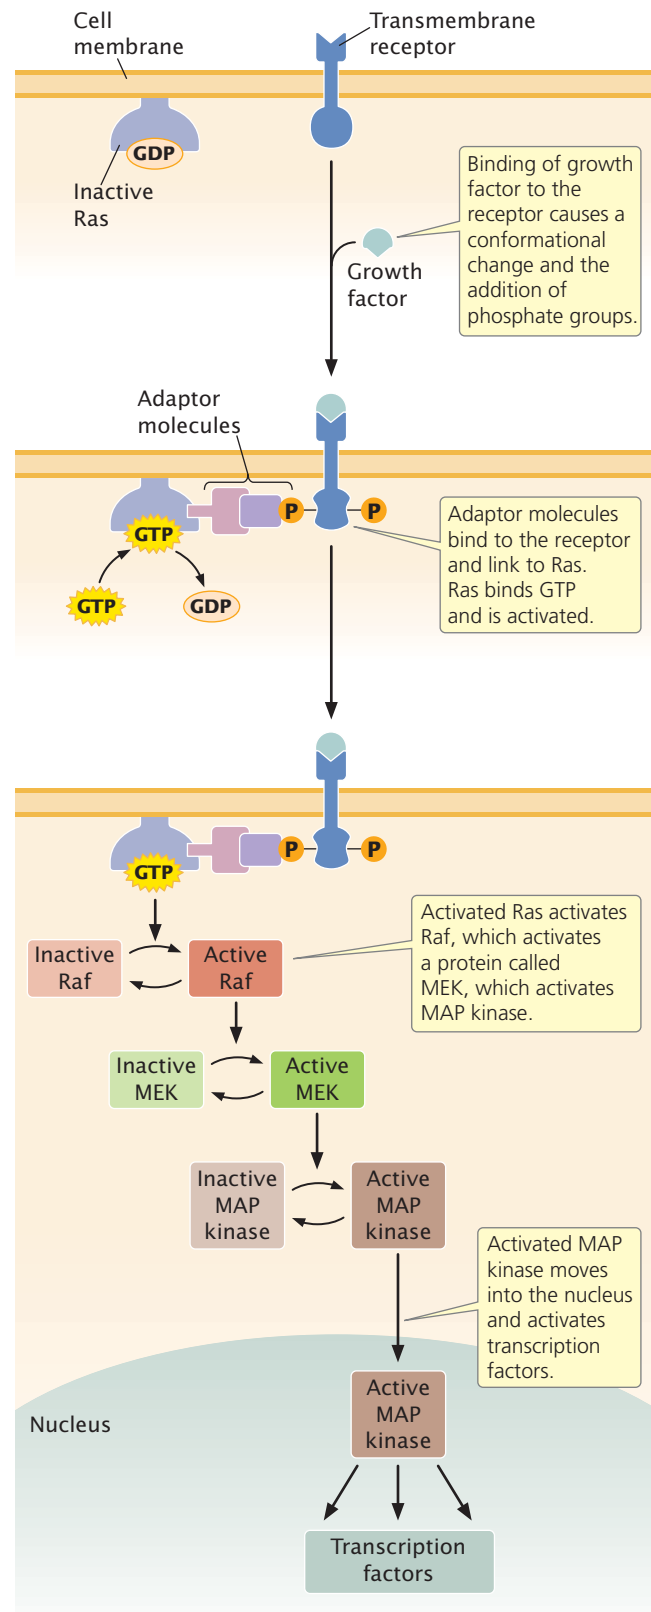 Cell
membrane
Transmembrane
receptor
GDP
Inactive
Ras
Binding of growth
factor to the
receptor causes a
conformational
change and the
addition of
phosphate groups.
Growth
factor
Adaptor
molecules
P
P
GTP
GTP
GDP
Adaptor molecules
bind to the receptor
and link to Ras.
Ras binds GTP
and is activated.
P
P
GTP
Activated Ras activates
Raf, which activates
a protein called
MEK, which activates
MAP kinase.
Inactive
Raf
Active
Raf
Inactive
MEK
Active
MEK
Inactive
MAP
kinase
Active
MAP
kinase
Activated MAP
kinase moves
into the nucleus
and activates
transcription
factors.
Nucleus
Active
MAP
kinase
Transcription
factors